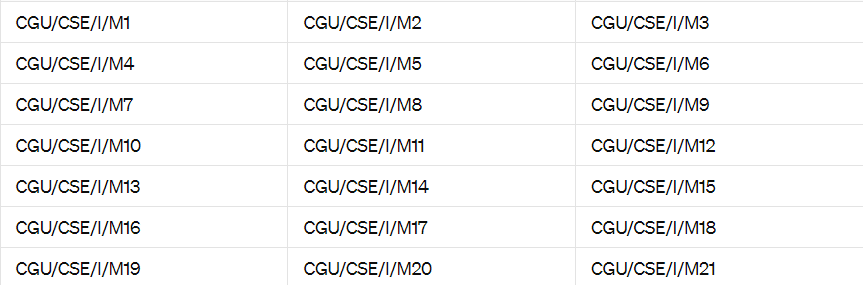 CGU/CSE/I/M1 CGU/CSE/I/M2 CGU/CSE/I/M3
CGU/CSE/I/M4 CGU/CSE/I/M5 CGU/CSE/I/M6
CGU/CSE/I/M7 CGU/CSE/I/M8 CGU/CSE/I/M9
CGU/CSE/I/M10 CGU/CSE/I/M11 CGU/CSE/I/M12
CGU/CSE/I/M13 CGU/CSE/I/M14 CGU/CSE/I/M15
CGU/CSE/I/M16 CGU/CSE/I/M17 CGU/CSE/I/M18
CGU/CSE/I/M19 CGU/CSE/I/M20 CGU/CSE/I/M21